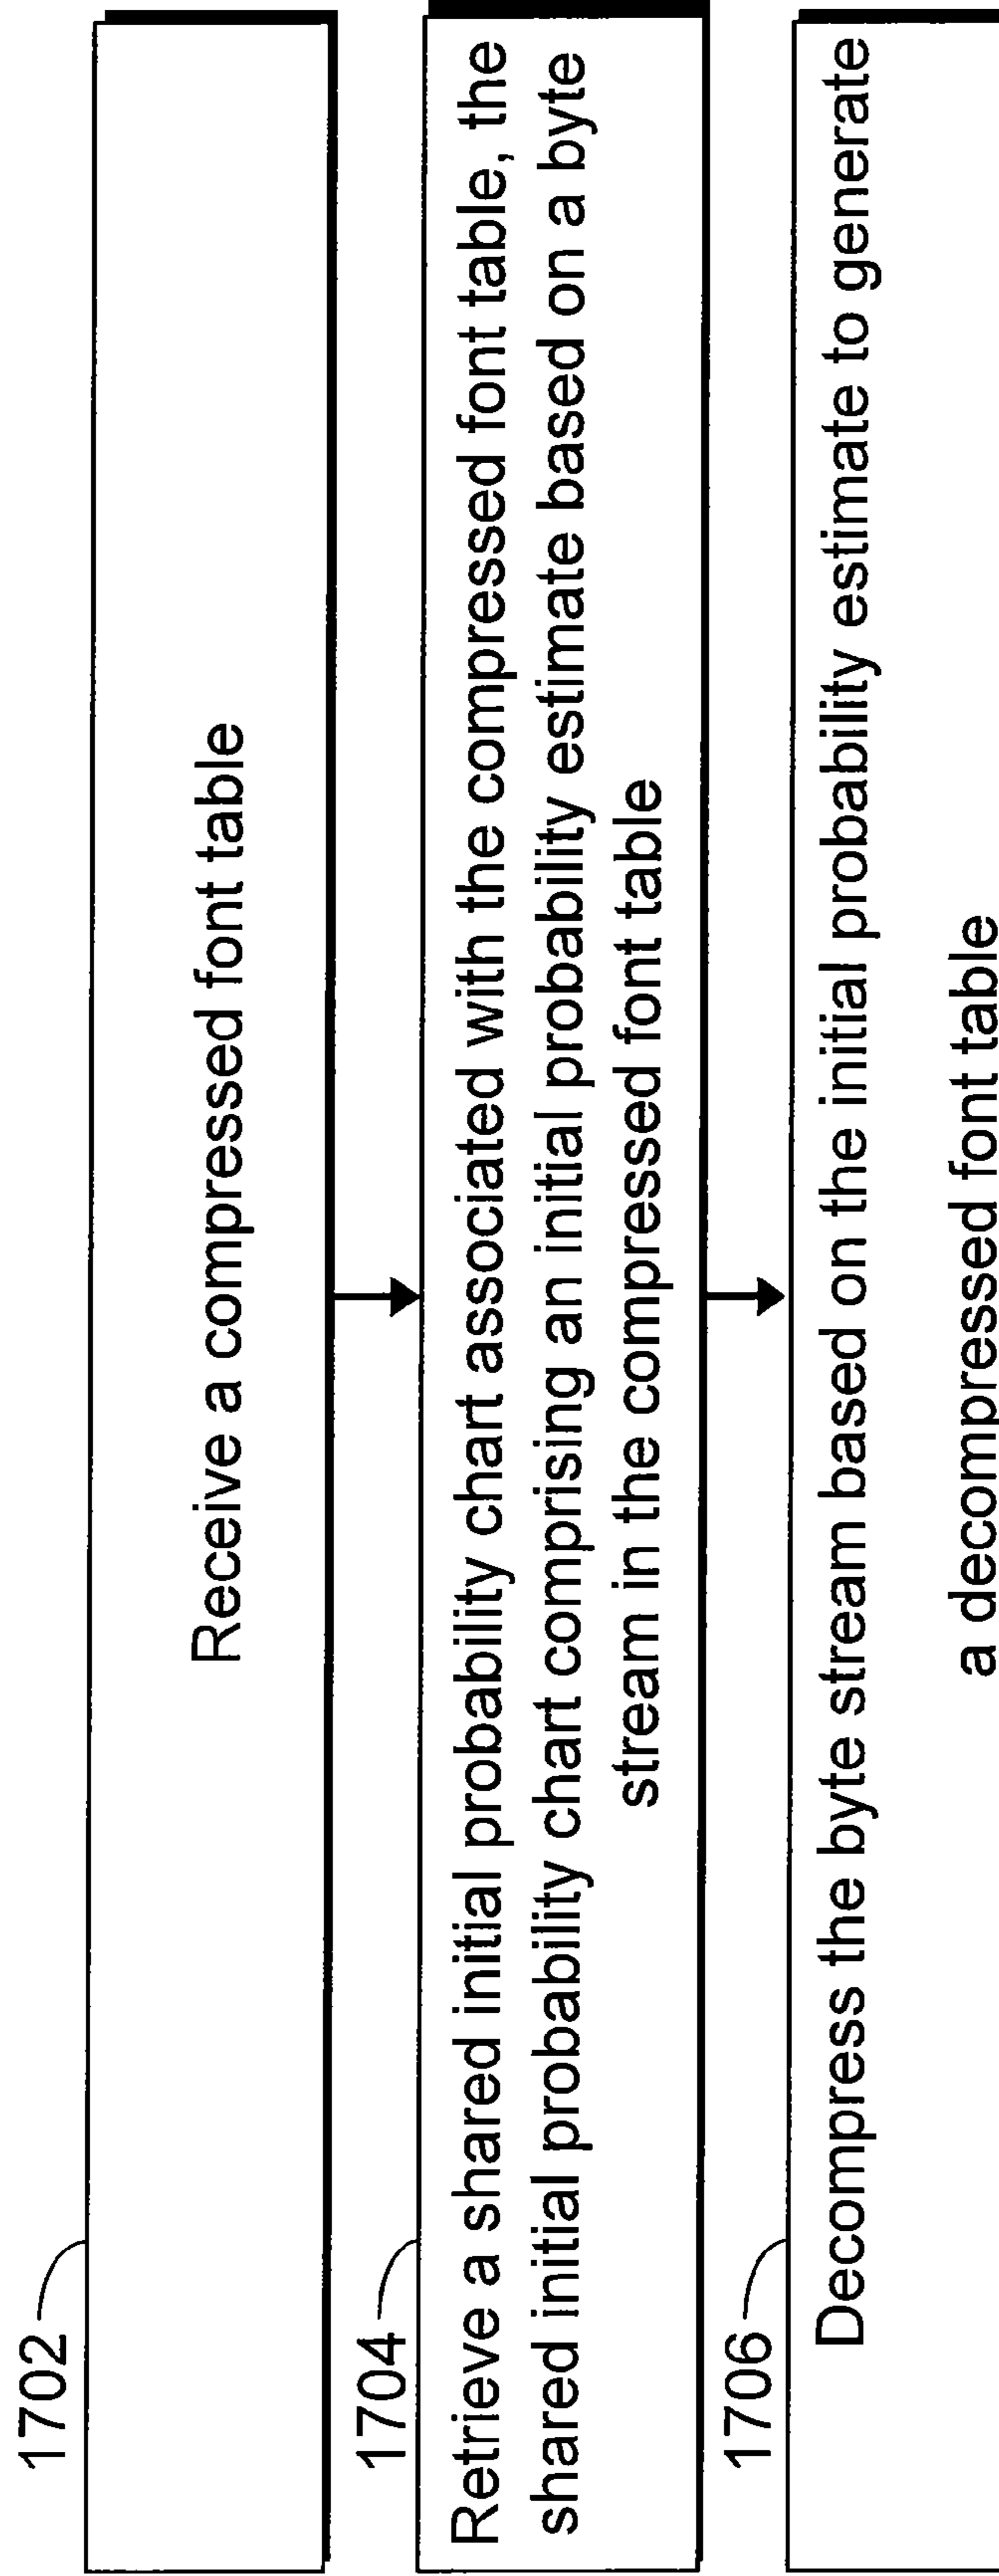 1702
Receive a compressed font table
1704
Retrieve a shared initial probability chart associated with the compressed font table, the
shared initial probability chart comprising an initial probability estimate based on a byte
stream in the compressed font table
1706
Decompress the byte stream based on the initial probability estimate to generate
a decompressed font table